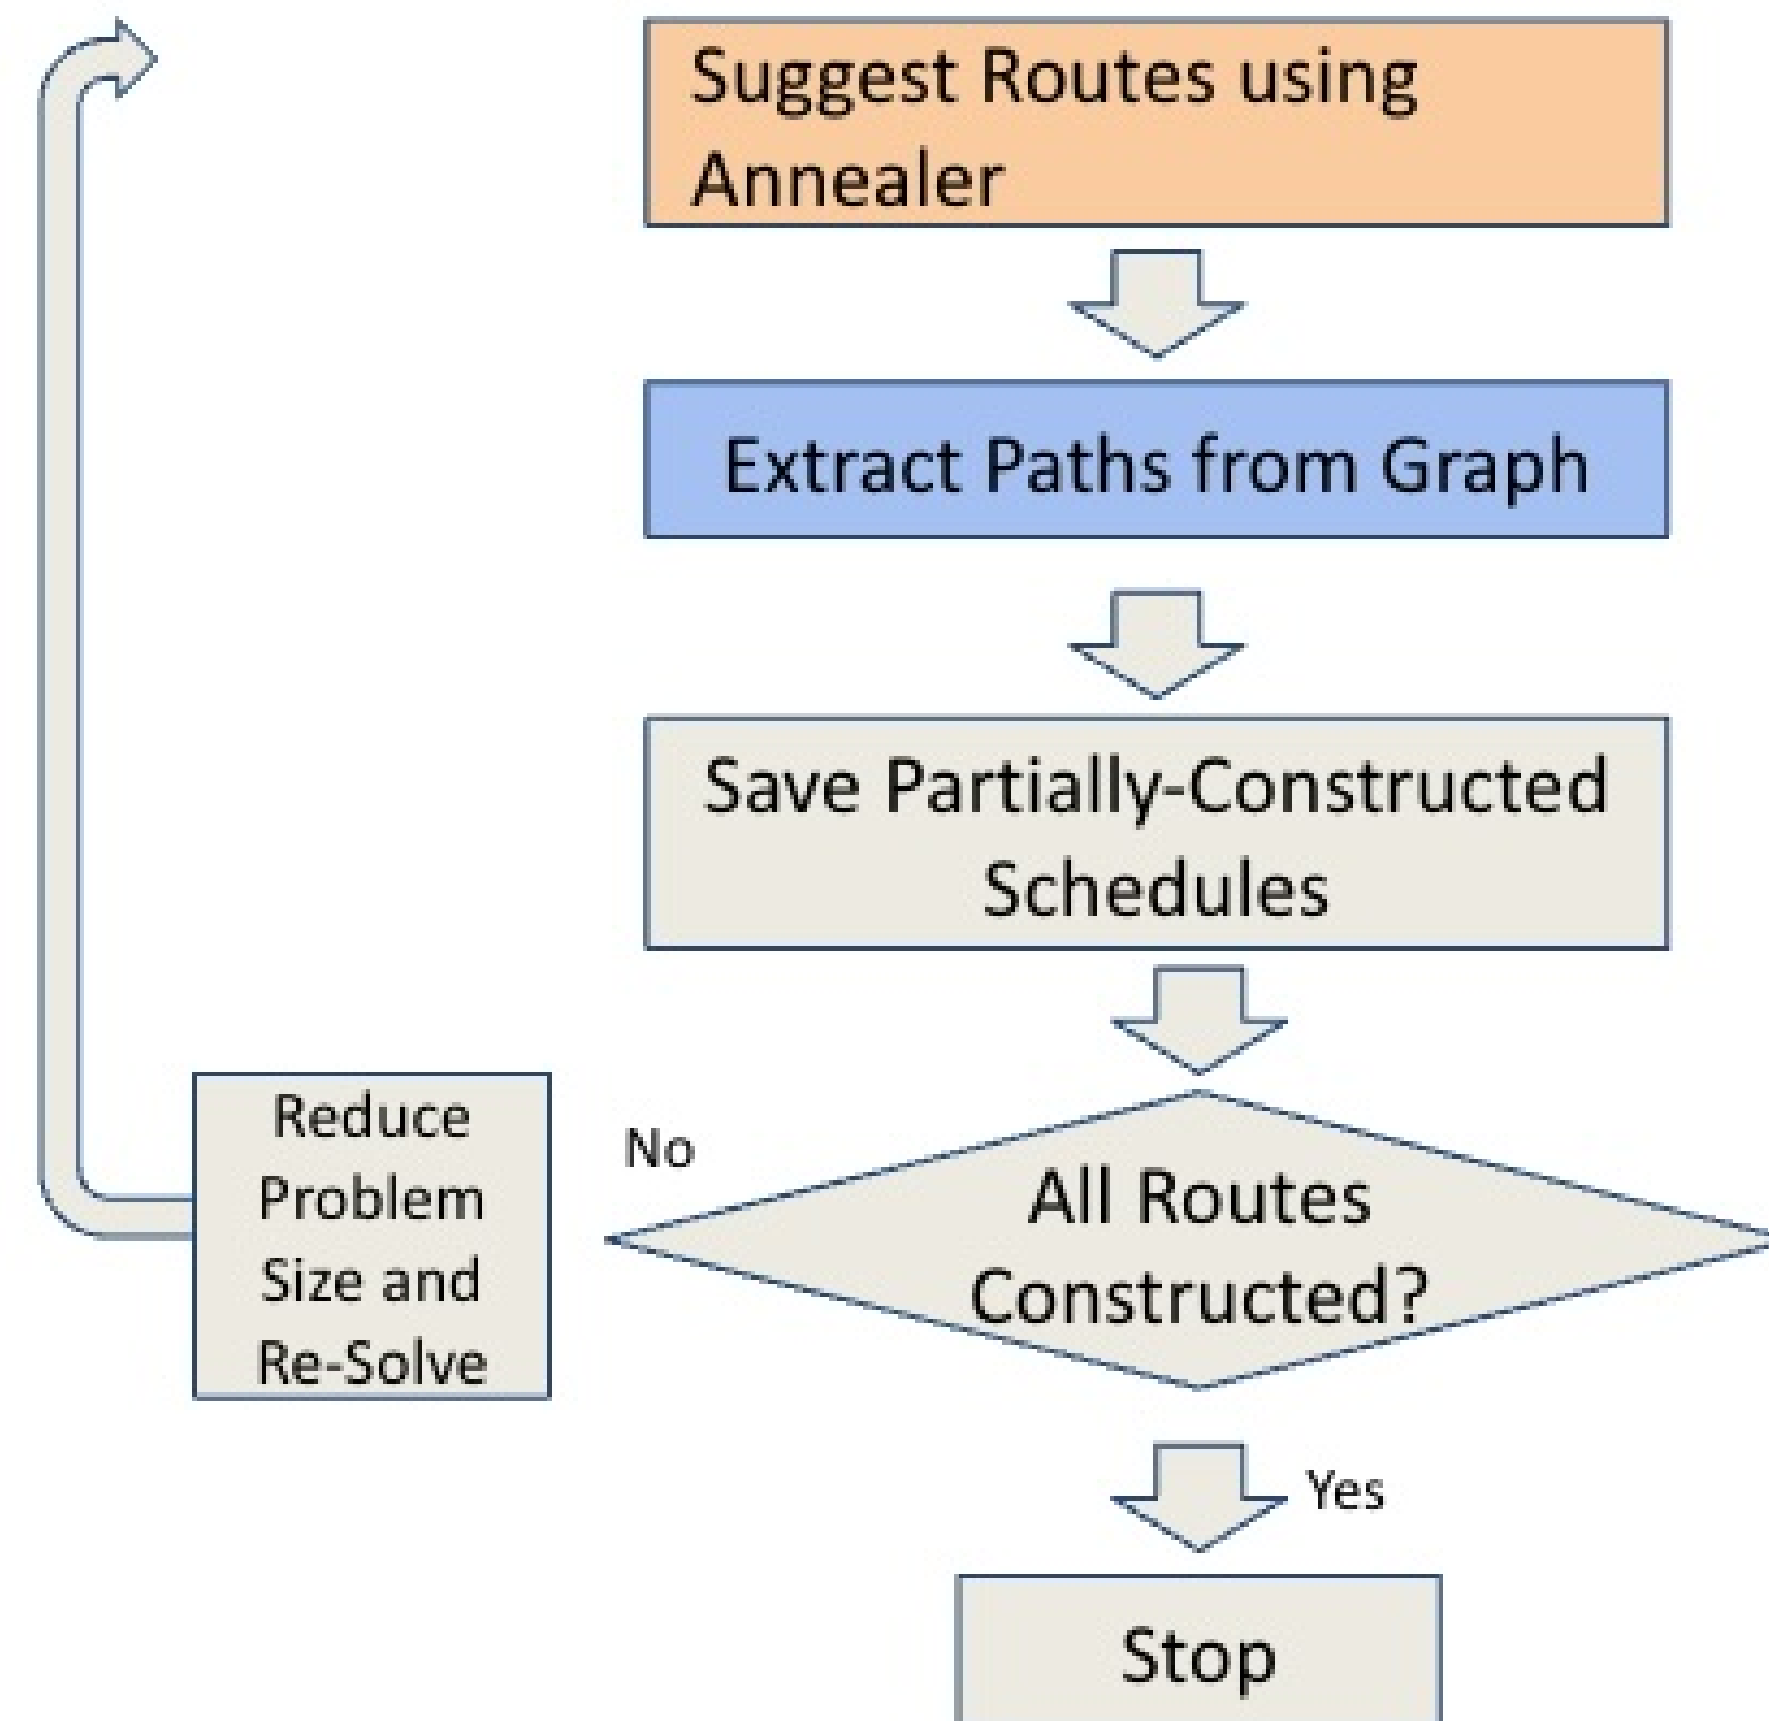 Suggest Routes using
Annealer
Extract Paths from Graph
Save Partially-Constructed
Schedules
No
All Routes
Constructed?
Reduce
Problem
Size and
Re-Solve
Yes
Stop